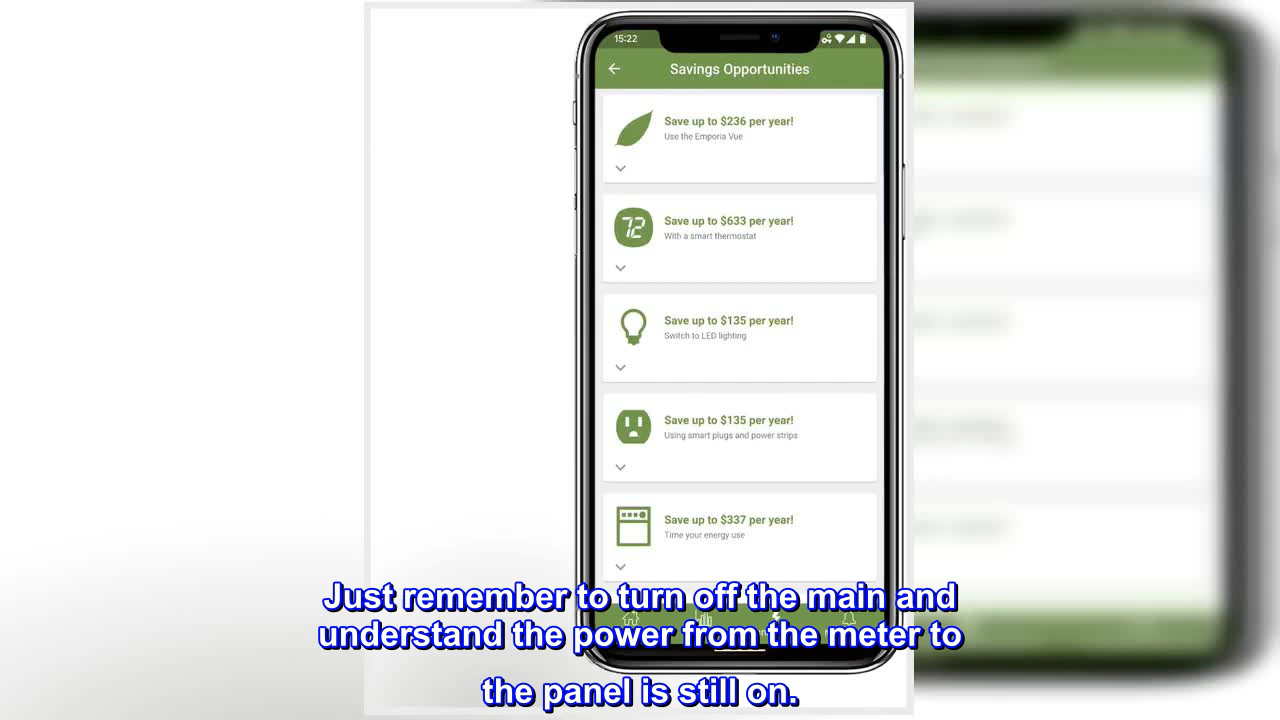 15:22
Savings Opportunities
Save up to $236 per year!
Use the Emporia Vue
72
Save up to $633 per year!
With a smart thermostat
Save up to $135 per year!
Switch to LED lighting
Save up to $135 per year!
Using smart plugs and power strips
Save up to $337 per year!
Time your energy use
Just remember to turn off the main and
understand the power from the meter to
the panel is still on.